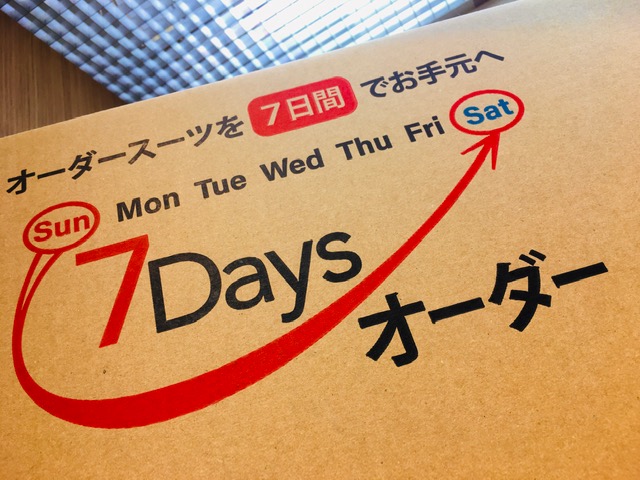 オーダースーツを7日間でお手元へ
Sun Mon Tue Wed Thu Fri Sat
7Days
オーダー